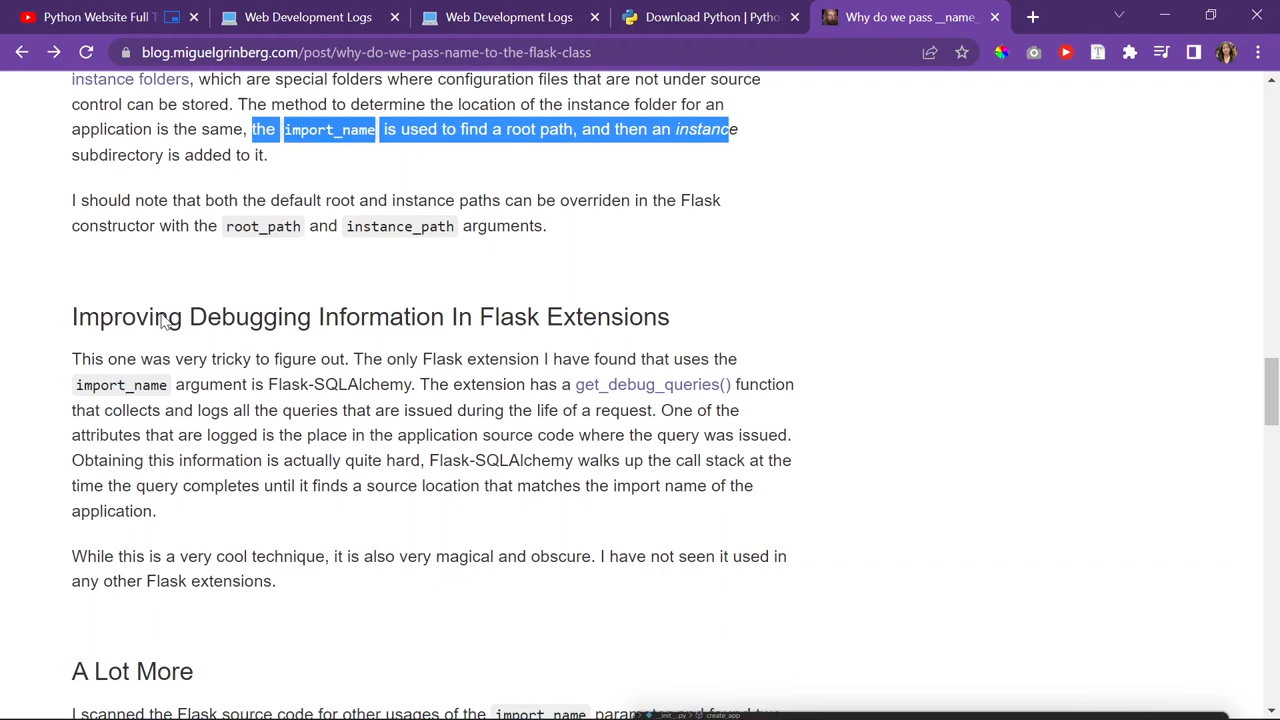 Python Website Full T
Web Development Logs
Web Development Logs
Download Python | Pytho
Why do we pass __name_
blog.miguelgrinberg.com/post/why-do-we-pass-name-to-the-flask-class
instance folders, which are special folders where configuration files that are not under source
control can be stored. The method to determine the location of the instance folder for an
application is the same, the import_name is used to find a root path, and then an instance
subdirectory is added to it.
I should note that both the default root and instance paths can be overriden in the Flask
constructor with the root_path and instance_path arguments.
Improving Debugging Information In Flask Extensions
This one was very tricky to figure out. The only Flask extension I have found that uses the
import_name argument is Flask-SQLAlchemy. The extension has a get_debug_queries() function
that collects and logs all the queries that are issued during the life of a request. One of the
attributes that are logged is the place in the application source code where the query was issued.
Obtaining this information is actually quite hard, Flask-SQLAlchemy walks up the call stack at the
time the query completes until it finds a source location that matches the import name of the
application.
While this is a very cool technique, it is also very magical and obscure. I have not seen it used in
any other Flask extensions.
A Lot More
I scanned the Flask source code for other usages of the import_name parameter and found two
__init__.py > create_app